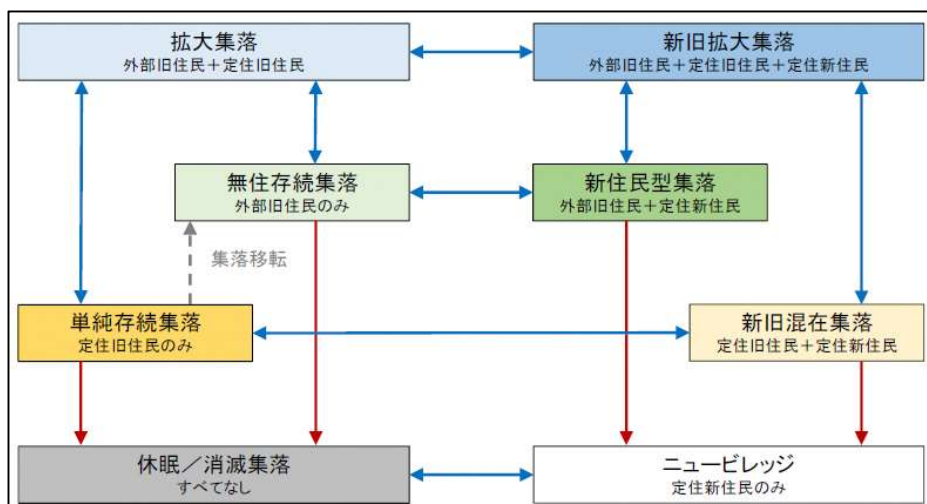 拡大集落
外部旧住民＋定住旧住民
新旧拡大集落
外部旧住民＋定住旧住民＋定住新住民
無住存続集落
外部旧住民のみ
新住民型集落
外部旧住民＋定住新住民
集落移転
単純存続集落
定住旧住民のみ
新旧混在集落
定住旧住民＋定住新住民
休眠／消滅集落
すべてなし
ニュービレッジ
定住新住民のみ